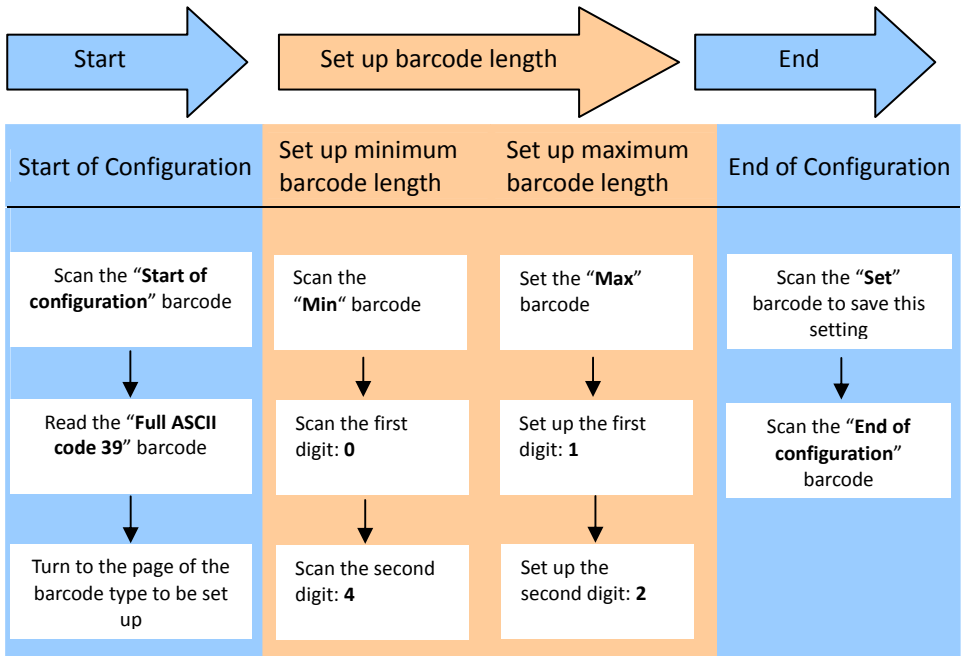 Start
Set up barcode length
End
Start of Configuration
Set up minimum
barcode length
Set up maximum
barcode length
End of Configuration
Scan the “Start of
configuration” barcode
Read the “Full ASCII
code 39” barcode
Turn to the page of the
barcode type to be set
up
Scan the
“Min“ barcode
Scan the first
digit: 0
Scan the second
digit: 4
Set the “Max”
barcode
Set up the first
digit: 1
Set up the
second digit: 2
Scan the “Set”
barcode to save this
setting
Scan the “End of
configuration”
barcode